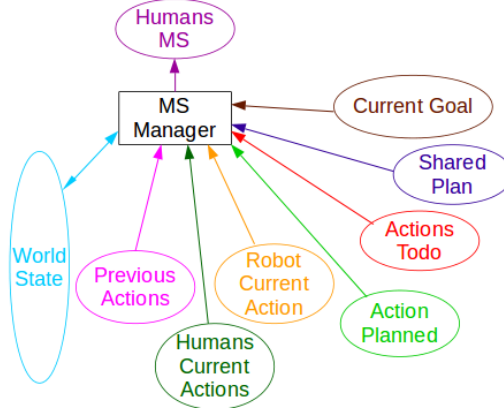 Humans
MS
MS
Manager
Current Goal
Shared
Plan
Actions
Todo
World
State
Previous
Actions
Robot
Current
Action
Action
Planned
Humans
Current
Actions